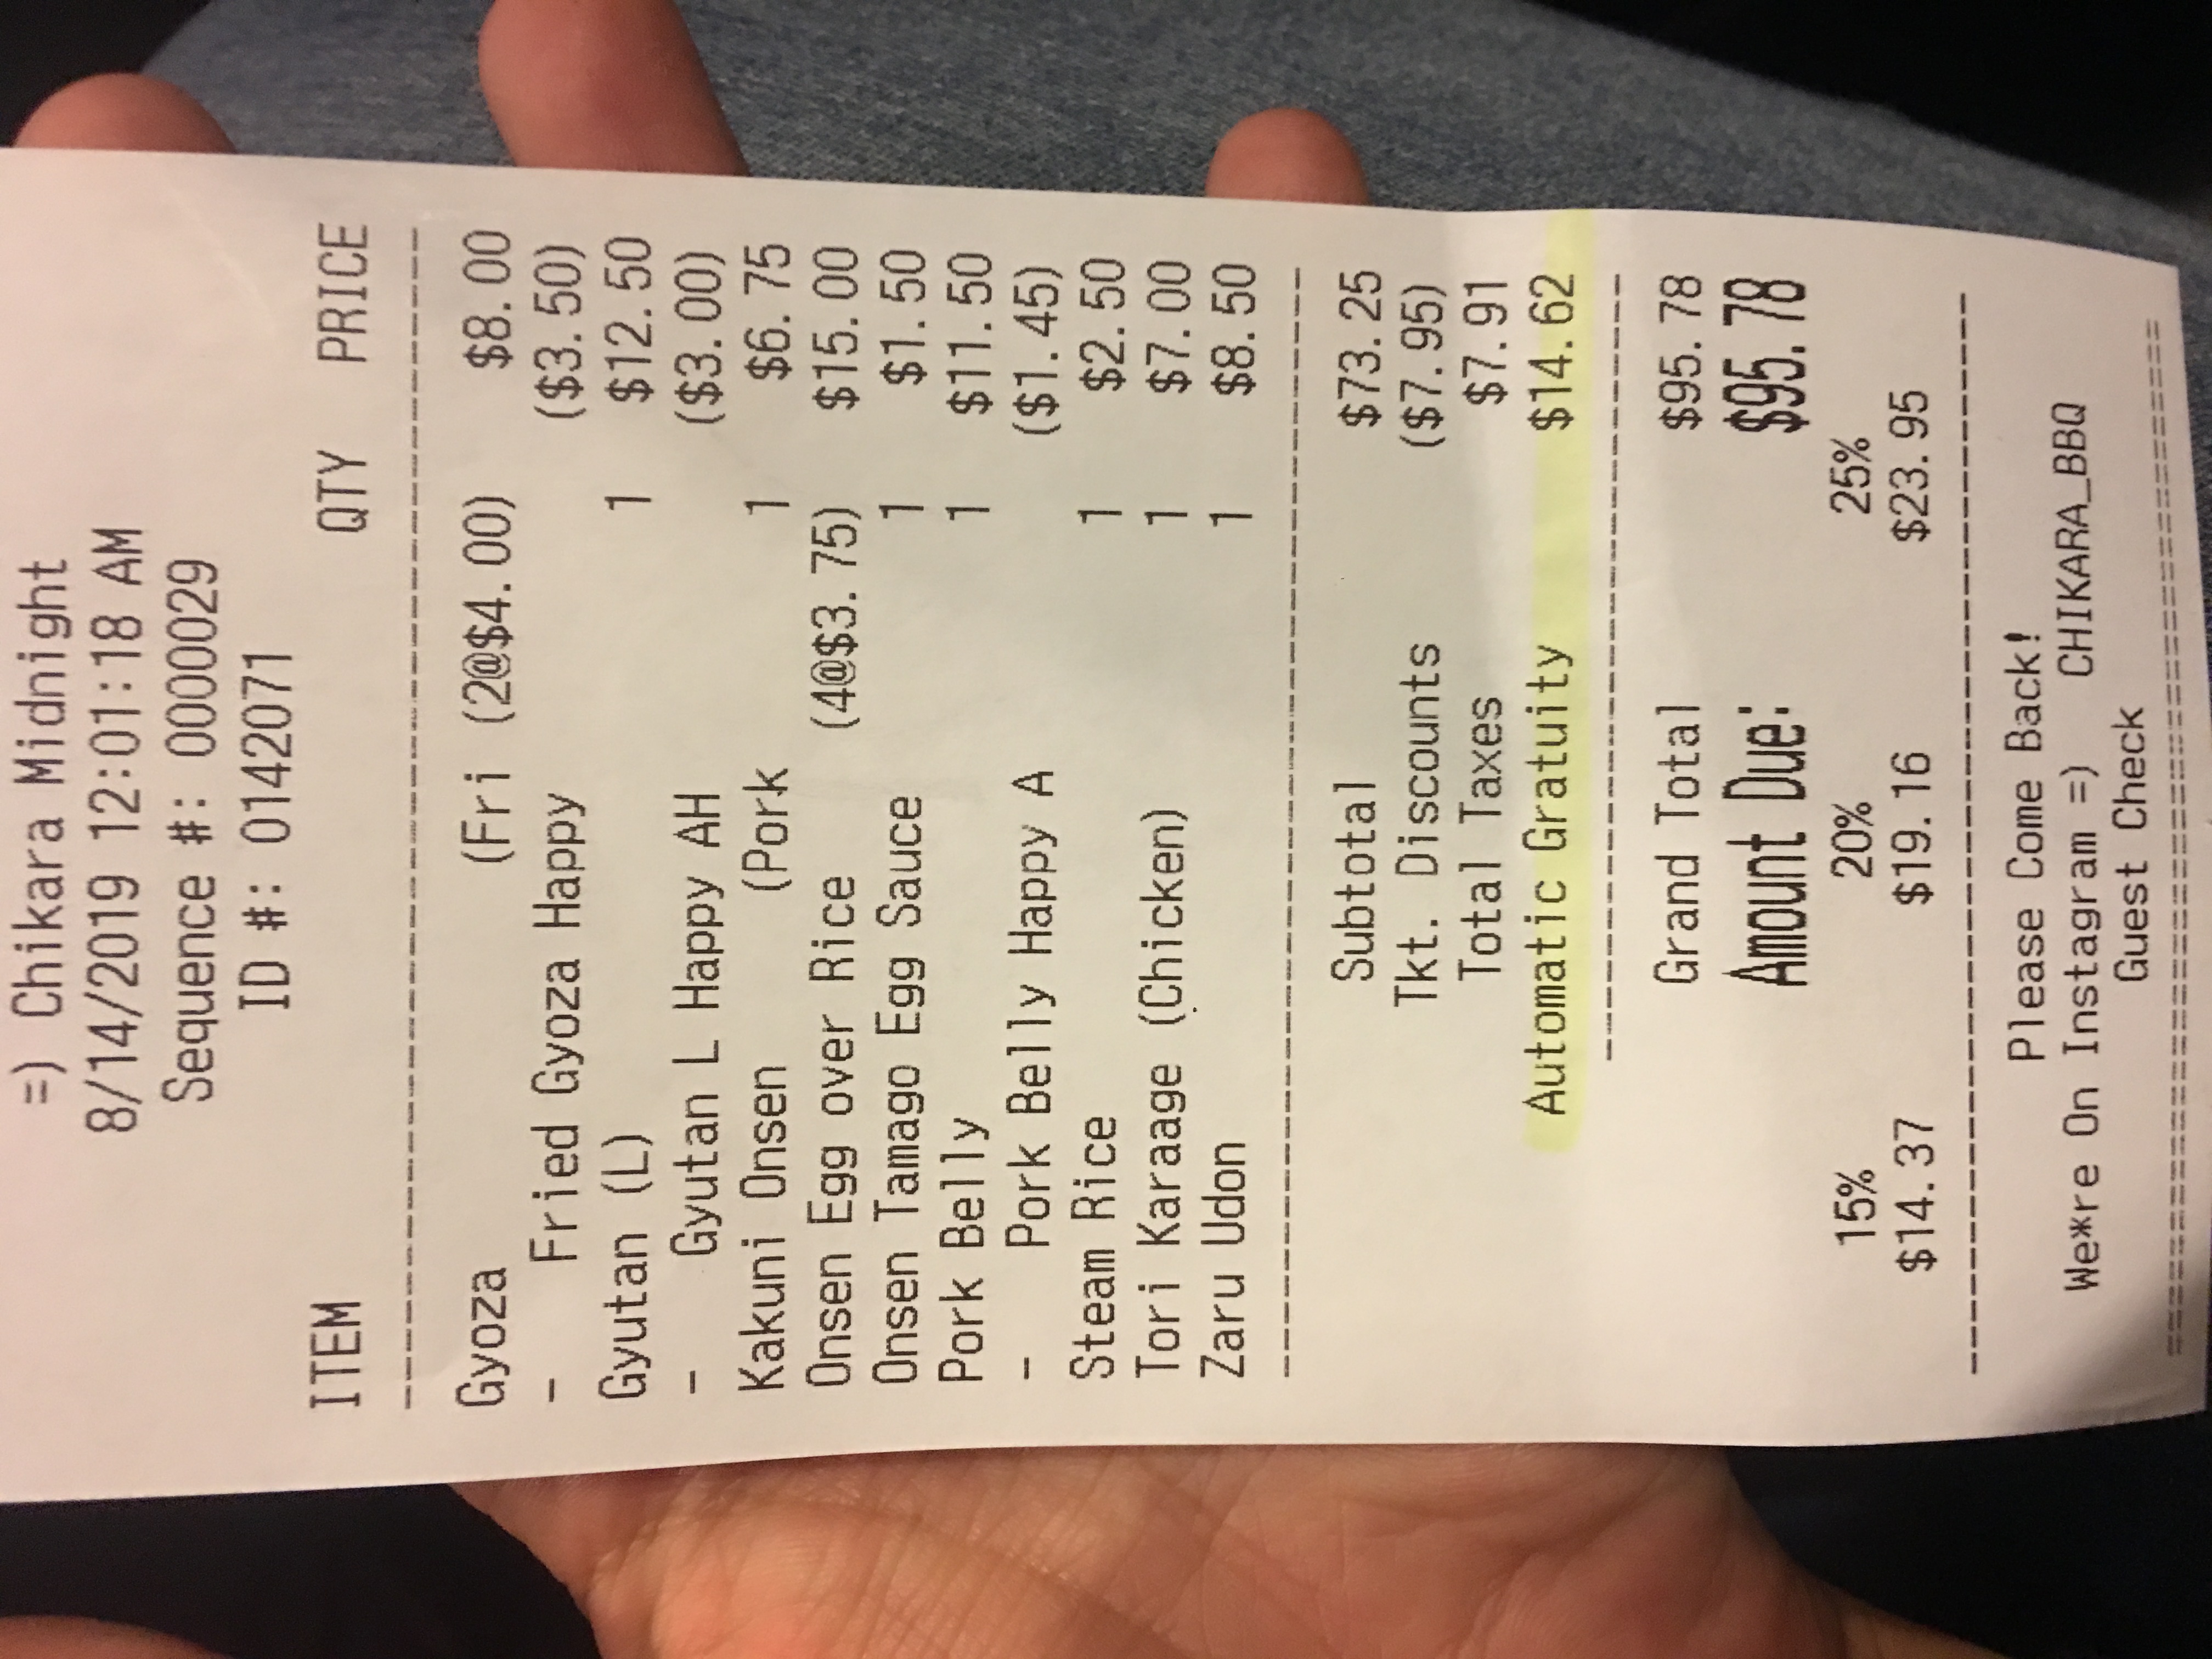 =) Chikara Midnight
8/14/2019 12:01:18 AM
Sequence #: 0000029
ID #: 0142071
ITEM QTY PRICE
Gyoza (Fri (2@$4.00) $8.00
- Fried Gyoza Happy ($3.50)
Gyutan (L) 1 $12.50
- Gyutan L Happy AH ($3.00)
Kakuni Onsen (Pork 1 $6.75
Onsen Egg over Rice (4@$3.75) $15.00
Onsen Tamago Egg Sauce 1 $1.50
Pork Belly 1 $11.50
- Pork Belly Happy A ($1.45)
Steam Rice 1 $2.50
Tori Karaage (Chicken) 1 $7.00
Zaru Udon 1 $8.50
Subtotal $73.25
Tkt. Discounts ($7.95)
Total Taxes $7.91
Automatic Gratuity $14.62
Grand Total $95.78
Amount Due: $95.78
15% 20% 25%
$14.37 $19.16 $23.95
Please Come Back!
We*re On Instagram =) CHIKARA_BBQ
Guest Check